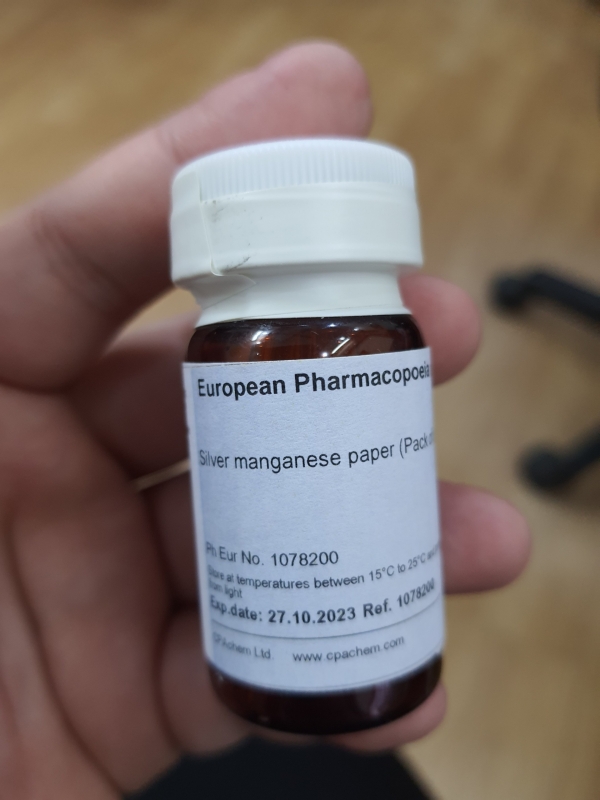 European Pharmacopoeia
Silver manganese paper (Pack o
Ph Eur No. 1078200
Store at temperatures between 15°C to 25°C
from light
Exp.date: 27.10.2023 Ref. 1078200
CPAchem Ltd. www.cpachem.com